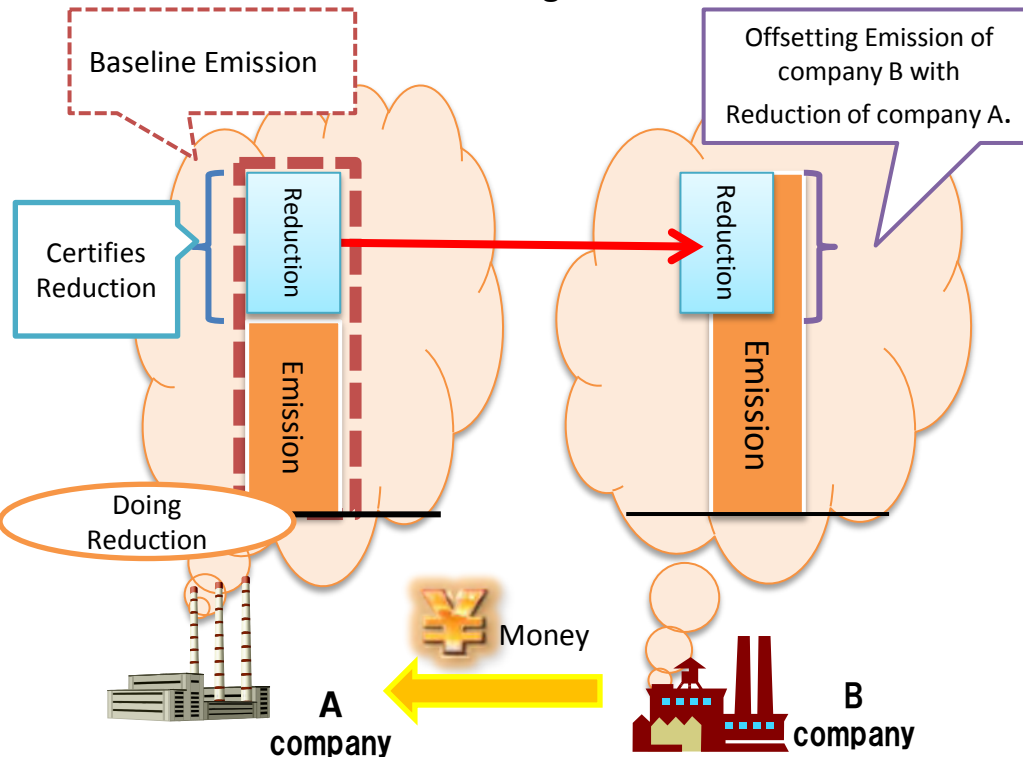 Baseline Emission
Offsetting Emission of
company B with
Reduction of company A.
Certifies
Reduction
Reduction
Reduction
Emission
Emission
Doing
Reduction
¥ Money
A
company
B
company